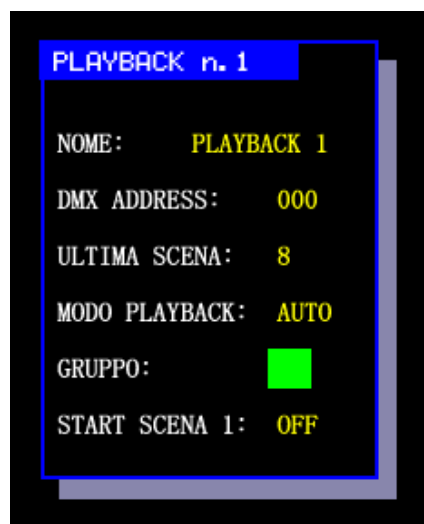 PLAYBACK n.1
NOME: PLAYBACK 1
DMX ADDRESS: 000
ULTIMA SCENA: 8
MODO PLAYBACK: AUTO
GRUPPO:
START SCENA 1: OFF